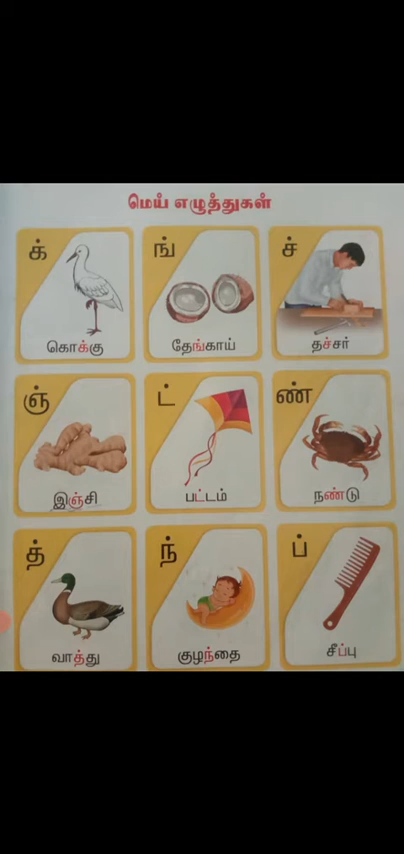 மெய் எழுத்துகள்
க்
ங்
ச்
கொக்கு
தேங்காய்
தச்சர்
ஞ்
ட்
ண்
இஞ்சி
பட்டம்
நண்டு
த்
ந்
ப்
வாத்து
குழந்தை
சீப்பு